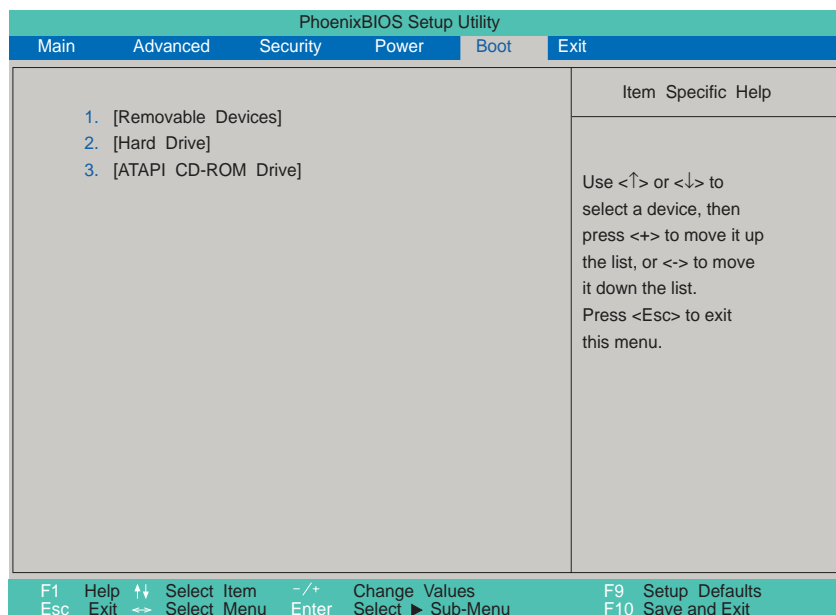 PhoenixBIOS Setup Utility
Main Advanced Security Power Boot Exit
1. [Removable Devices]
2. [Hard Drive]
3. [ATAPI CD-ROM Drive]
Item Specific Help
Use <↑> or <↓> to
select a device, then
press <+> to move it up
the list, or <-> to move
it down the list.
Press <Esc> to exit
this menu.
F1 Help ↑↓ Select Item -/+ Change Values F9 Setup Defaults
Esc Exit <-> Select Menu Enter Select ▶ Sub-Menu F10 Save and Exit